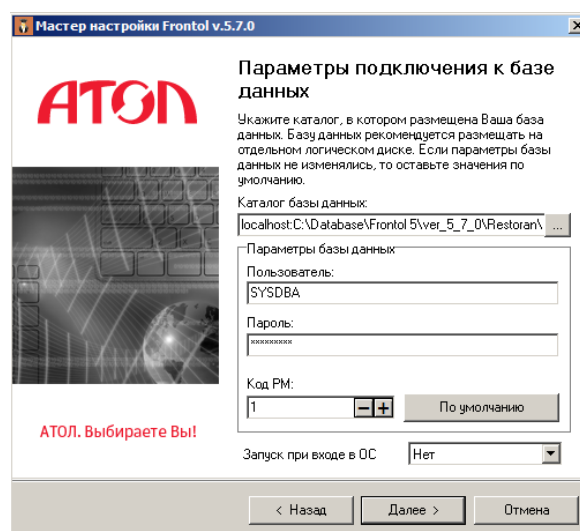 Мастер настройки Frontol v.5.7.0
АТОЛ
Параметры подключения к базе
данных
Укажите каталог, в котором размещена Ваша база
данных. Базу данных рекомендуется размещать на
отдельном логическом диске. Если параметры базы
данных не изменялись, то оставьте значения по
умолчанию.
Каталог базы данных:
localhost:C:\Database\Frontol 5\ver_5_7_0\Restoran\ ...
Параметры базы данных
Пользователь:
SYSDBA
Пароль:
*********
Код РМ:
1 По умолчанию
АТОЛ. Выбираете Вы!
Запуск при входе в ОС Нет
< Назад Далее > Отмена